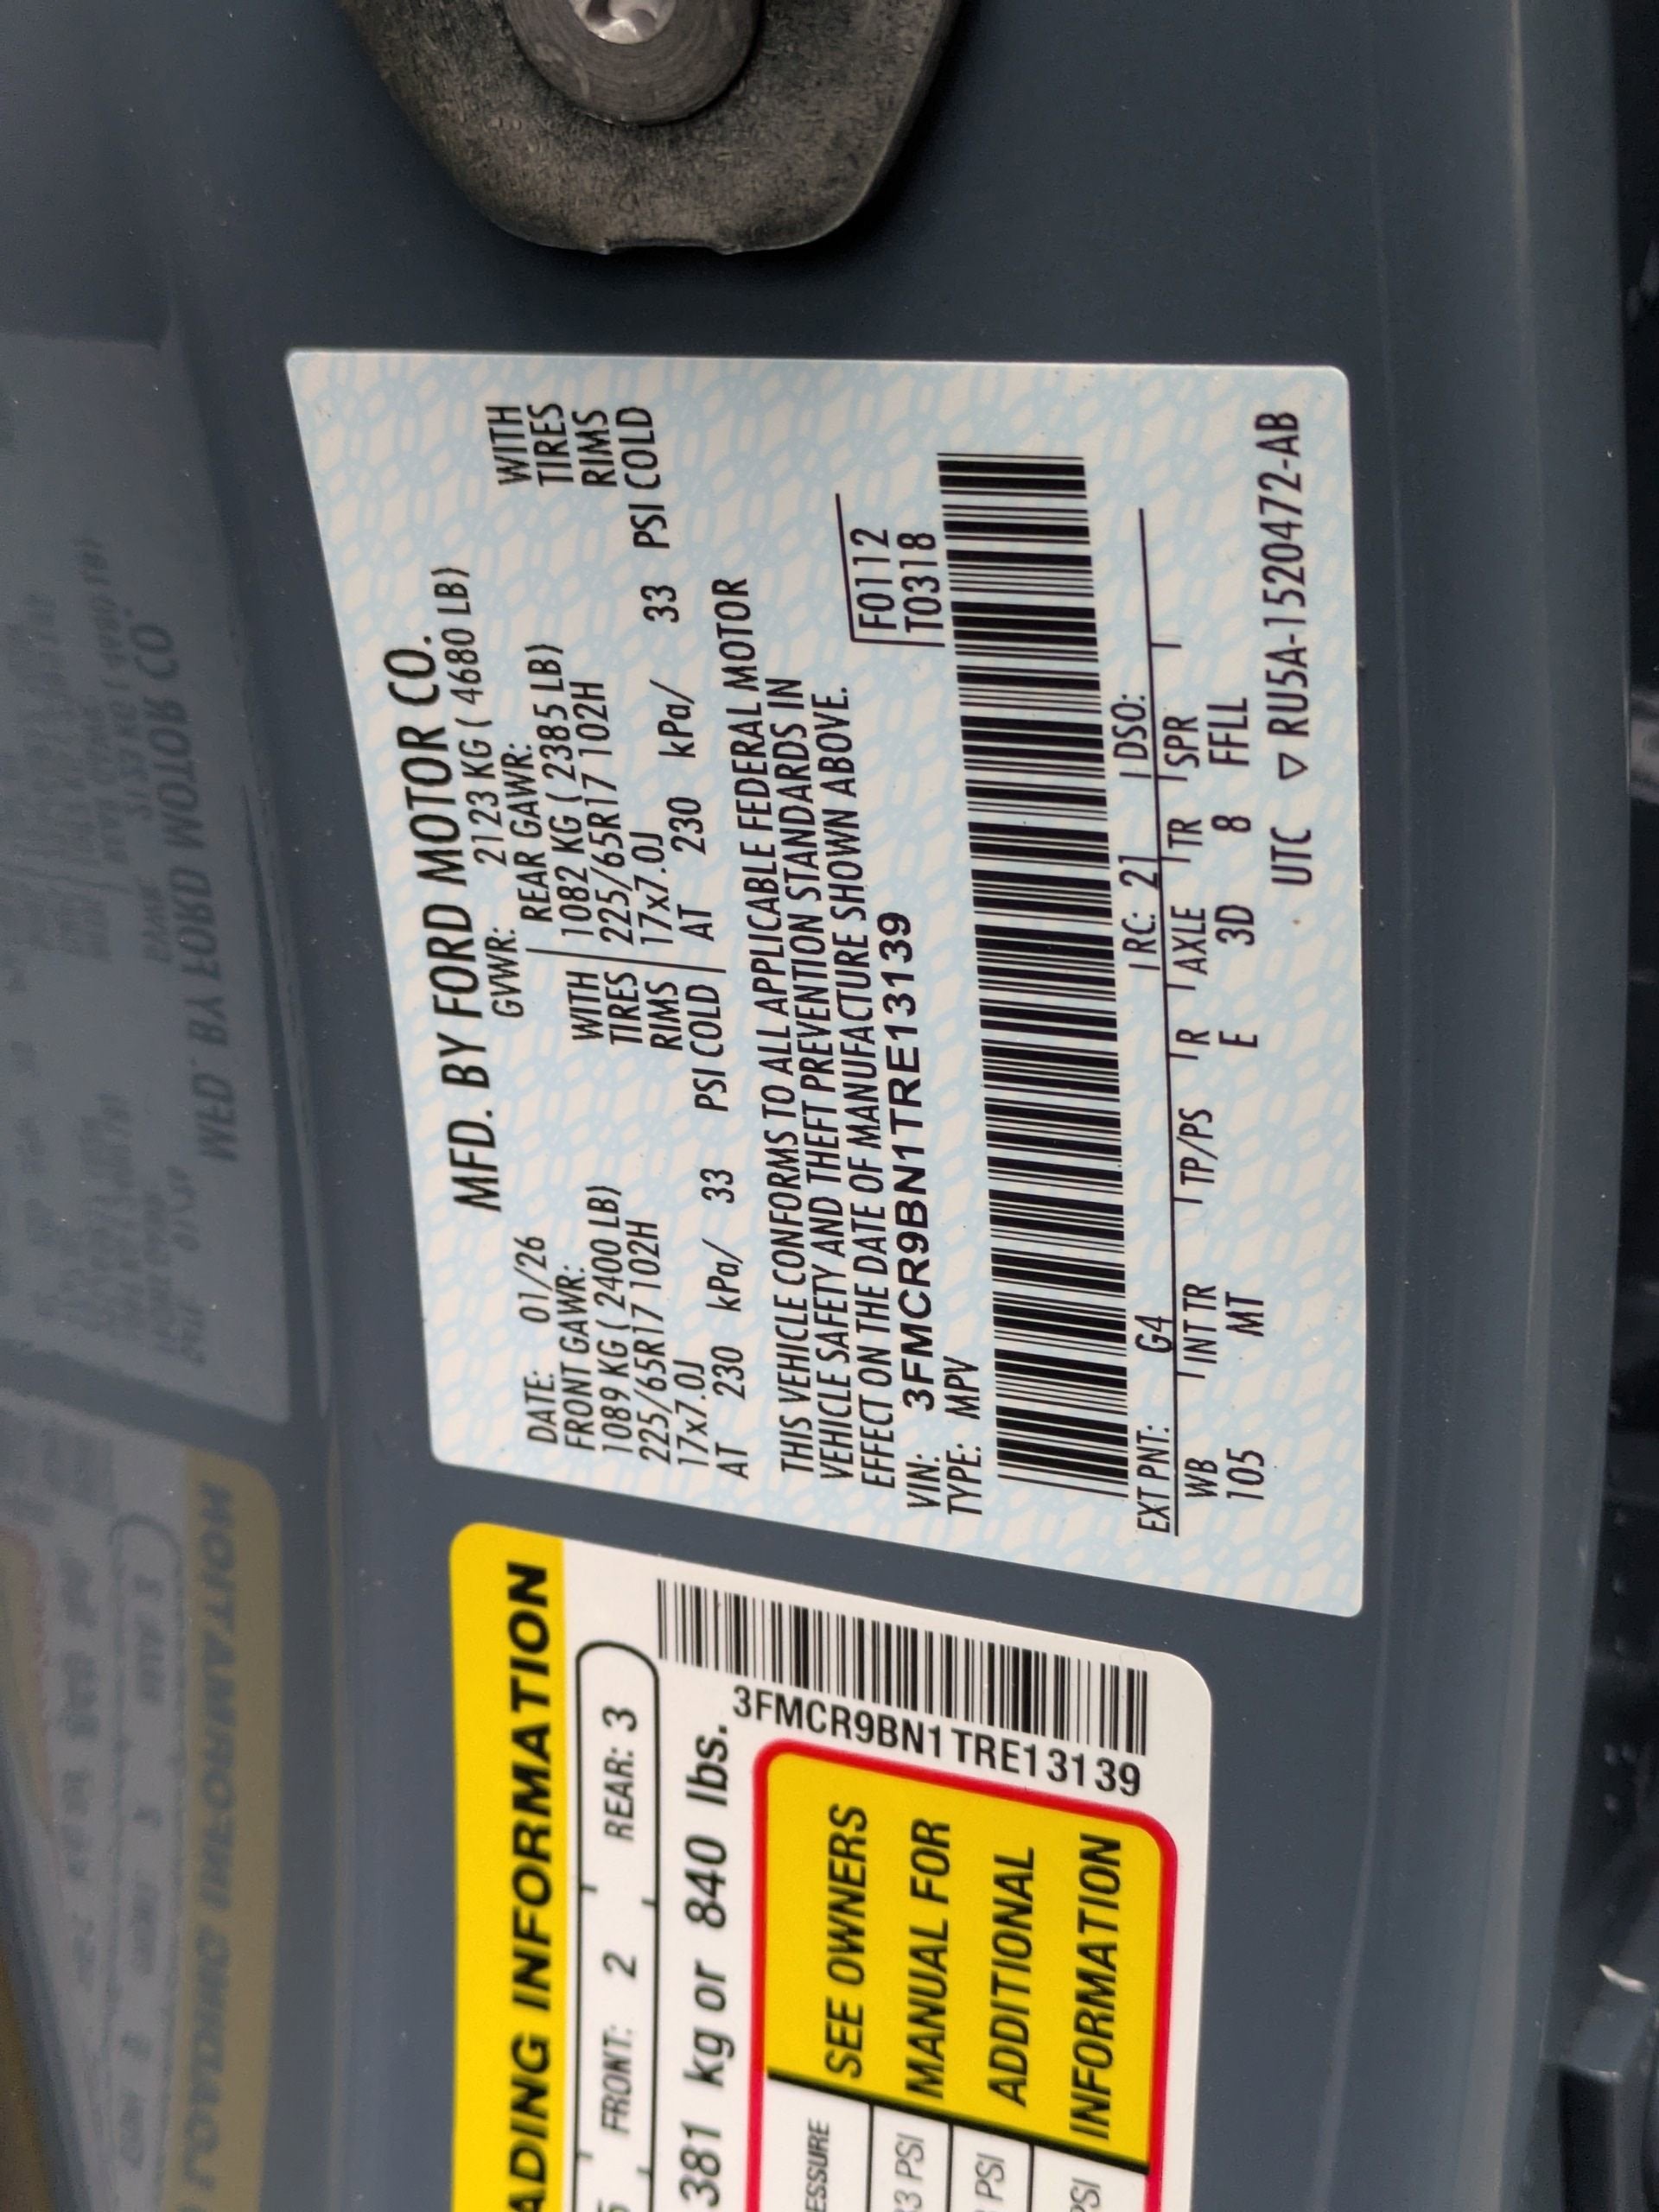 MFD. BY FORD MOTOR CO.
DATE: 01/26 GWVR: 2123 KG ( 4680 LB)
FRONT GAWR: REAR GAWR:
1089 KG ( 2400 LB) WITH 1082 KG ( 2385 LB) WITH
225/65R17 102H TIRES 225/65R17 102H TIRES
17x7.0J RIMS 17x7.0J RIMS
AT 230 kPa/ 33 PSI COLD AT 230 kPa/ 33 PSI COLD
THIS VEHICLE CONFORMS TO ALL APPLICABLE FEDERAL MOTOR
VEHICLE SAFETY AND THEFT PREVENTION STANDARDS IN
EFFECT ON THE DATE OF MANUFACTURE SHOWN ABOVE.
VIN: 3FMCR9BN1TRE13139 F0112
TYPE: MPV T0318
EXT PNT: G4 RC: 21 DSO:
WB INT TR TP/PS R AXLE TR SPR
105 MT E 3D 8 FFLL
UTC RU5A-1520472-AB
ADING INFORMATION
FRONT: 2 REAR: 3
381 kg or 840 lbs.
3FMCR9BN1TRE13139
ESSURE
3 PSI
PSI
PSI
SEE OWNERS
MANUAL FOR
ADDITIONAL
INFORMATION